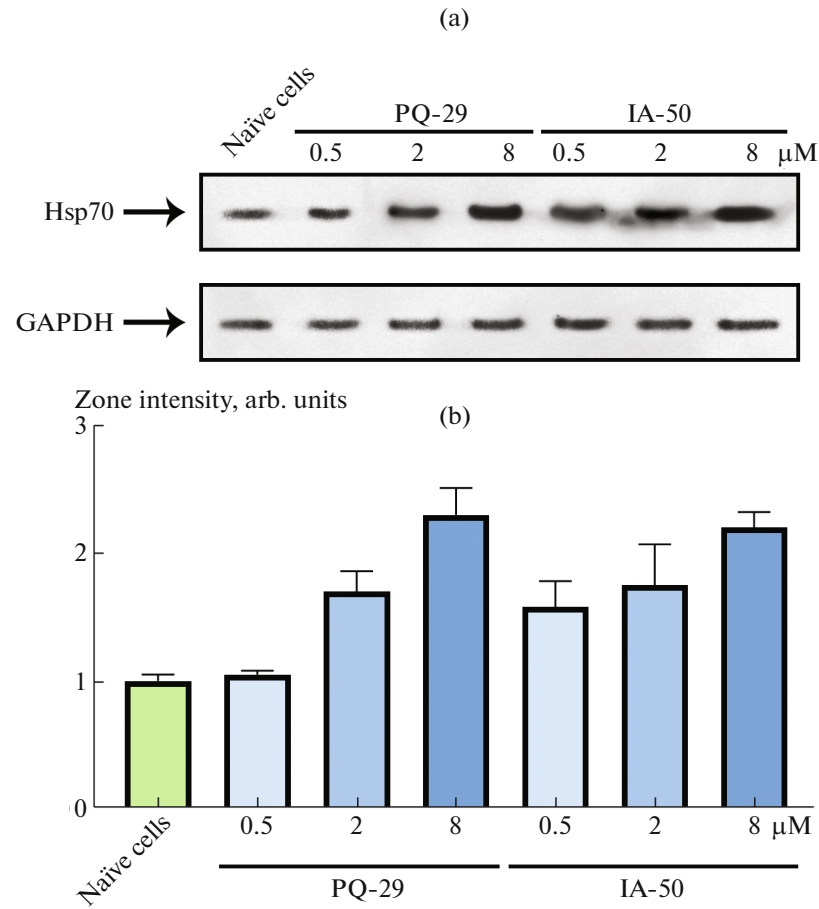 (a)
Naïve cells
PQ-29 IA-50
0.5 2 8 0.5 2 8 μM
Hsp70
GAPDH
Zone intensity, arb. units
(b)
3
2
1
0
Naïve cells
0.5 2 8 0.5 2 8 μM
PQ-29 IA-50